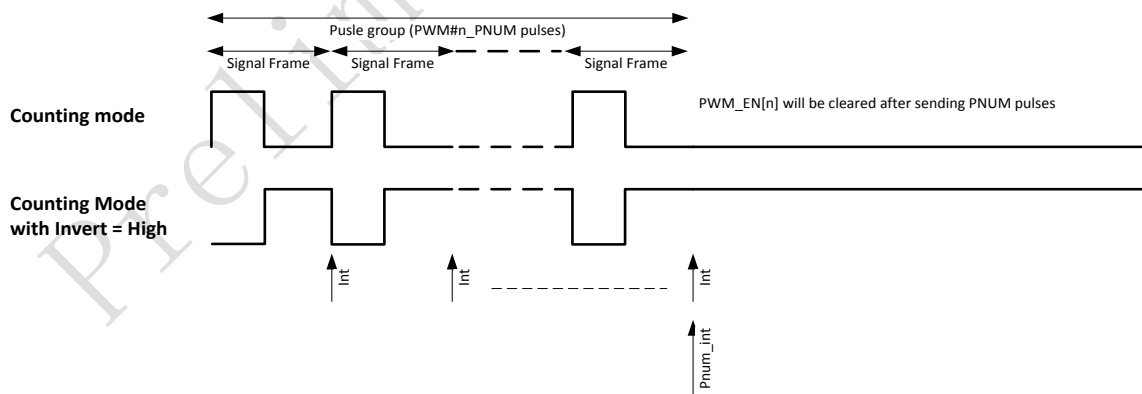 Pusle group (PWM#n_PNUM pulses)
Signal Frame
Signal Frame
Signal Frame
Counting mode
PWM_EN[n] will be cleared after sending PNUM pulses
Counting Mode
with Invert = High
Int
Int
Int
Pnum_int
Prelim